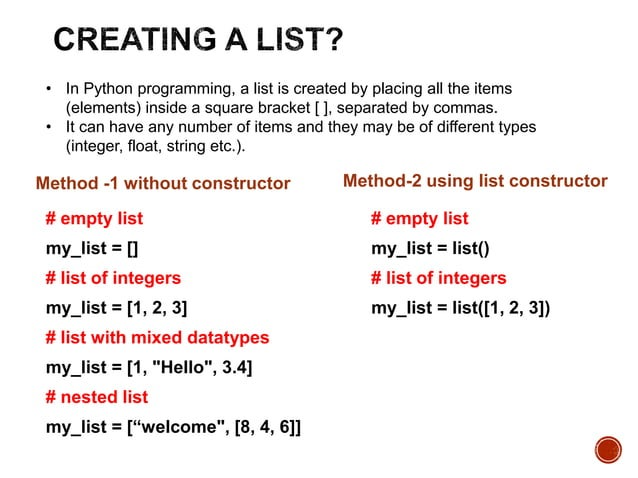 CREATING A LIST?
• In Python programming, a list is created by placing all the items
(elements) inside a square bracket [ ], separated by commas.
• It can have any number of items and they may be of different types
(integer, float, string etc.).
Method -1 without constructor
# empty list
my_list = []
# list of integers
my_list = [1, 2, 3]
# list with mixed datatypes
my_list = [1, "Hello", 3.4]
# nested list
my_list = [“welcome", [8, 4, 6]]
Method-2 using list constructor
# empty list
my_list = list()
# list of integers
my_list = list([1, 2, 3])